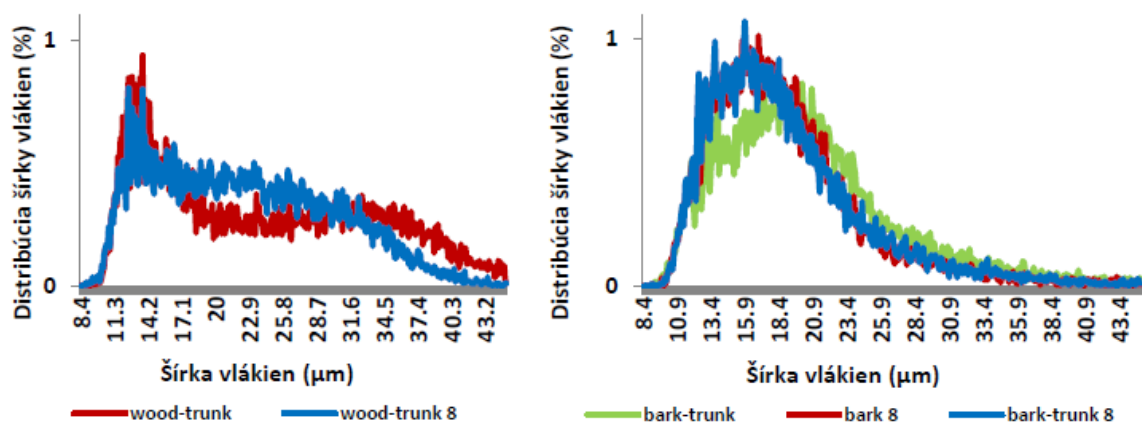 Distribúcia šírky vlákien (%)
1
0
8.4 11.3 14.2 17.1 20 22.9 25.8 28.7 31.6 34.5 37.4 40.3 43.2
Šírka vlákien (µm)
wood-trunk wood-trunk 8
Distribúcia šírky vlákien (%)
1
0
8.4 10.9 13.4 15.9 18.4 20.9 23.4 25.9 28.4 30.9 33.4 35.9 38.4 40.9 43.4
Šírka vlákien (µm)
bark-trunk bark 8 bark-trunk 8